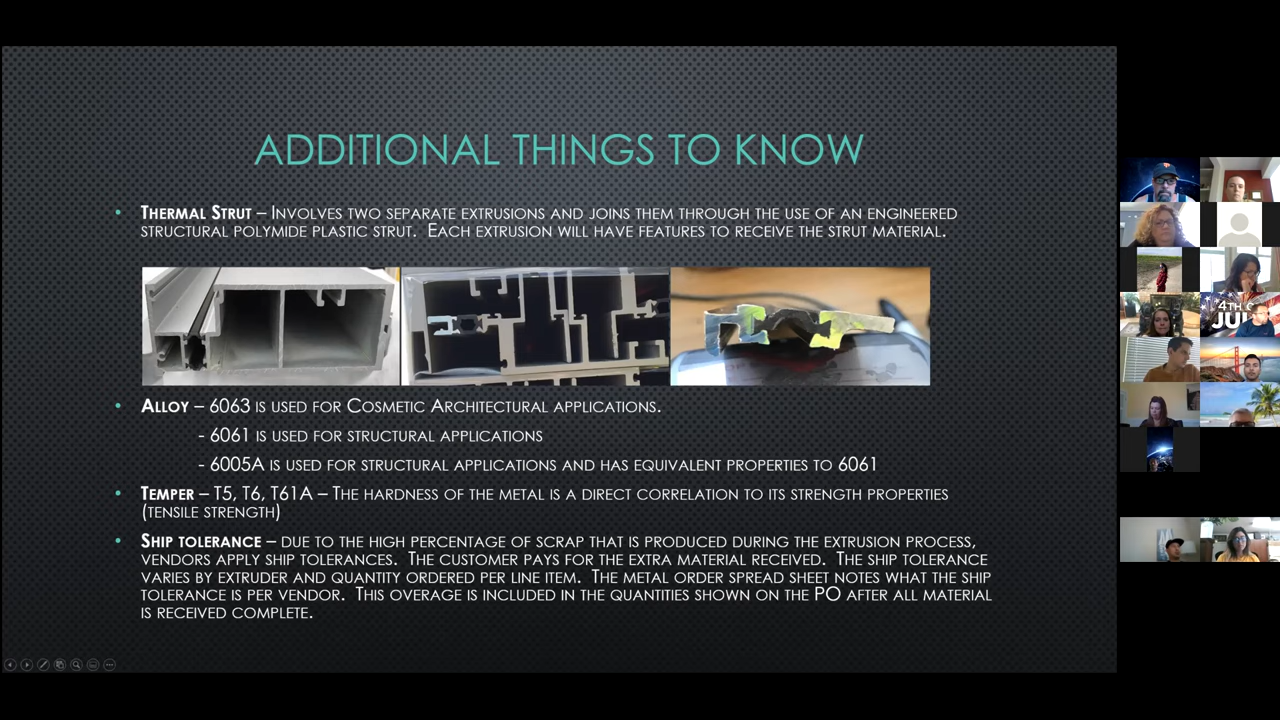 ADDITIONAL THINGS TO KNOW
• THERMAL STRUT – INVOLVES TWO SEPARATE EXTRUSIONS AND JOINS THEM THROUGH THE USE OF AN ENGINEERED
STRUCTURAL POLYMIDE PLASTIC STRUT. EACH EXTRUSION WILL HAVE FEATURES TO RECEIVE THE STRUT MATERIAL.
• ALLOY – 6063 IS USED FOR COSMETIC ARCHITECTURAL APPLICATIONS.
- 6061 IS USED FOR STRUCTURAL APPLICATIONS
- 6005A IS USED FOR STRUCTURAL APPLICATIONS AND HAS EQUIVALENT PROPERTIES TO 6061
• TEMPER – T5, T6, T61A – THE HARDNESS OF THE METAL IS A DIRECT CORRELATION TO ITS STRENGTH PROPERTIES
(TENSILE STRENGTH)
• SHIP TOLERANCE – DUE TO THE HIGH PERCENTAGE OF SCRAP THAT IS PRODUCED DURING THE EXTRUSION PROCESS,
VENDORS APPLY SHIP TOLERANCES. THE CUSTOMER PAYS FOR THE EXTRA MATERIAL RECEIVED. THE SHIP TOLERANCE
VARIES BY EXTRUDER AND QUANTITY ORDERED PER LINE ITEM. THE METAL ORDER SPREAD SHEET NOTES WHAT THE SHIP
TOLERANCE IS PER VENDOR. THIS OVERAGE IS INCLUDED IN THE QUANTITIES SHOWN ON THE PO AFTER ALL MATERIAL
IS RECEIVED COMPLETE.
4TH
JU